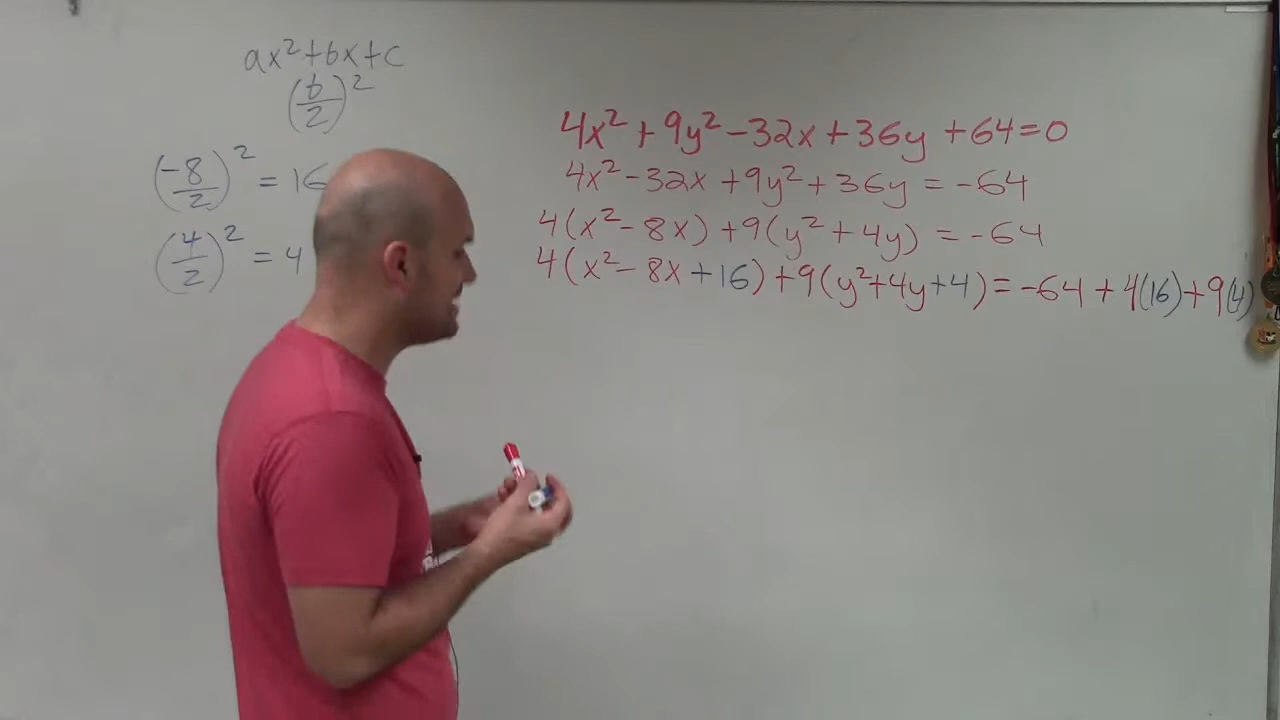 ax²+bx+c
(b/2)²
(-8/2)² = 16
(4/2)² = 4
4x² + 9y² - 32x + 36y + 64 = 0
4x² - 32x + 9y² + 36y = -64
4(x² - 8x) + 9(y² + 4y) = -64
4(x² - 8x + 16) + 9(y² + 4y + 4) = -64 + 4(16) + 9(4)